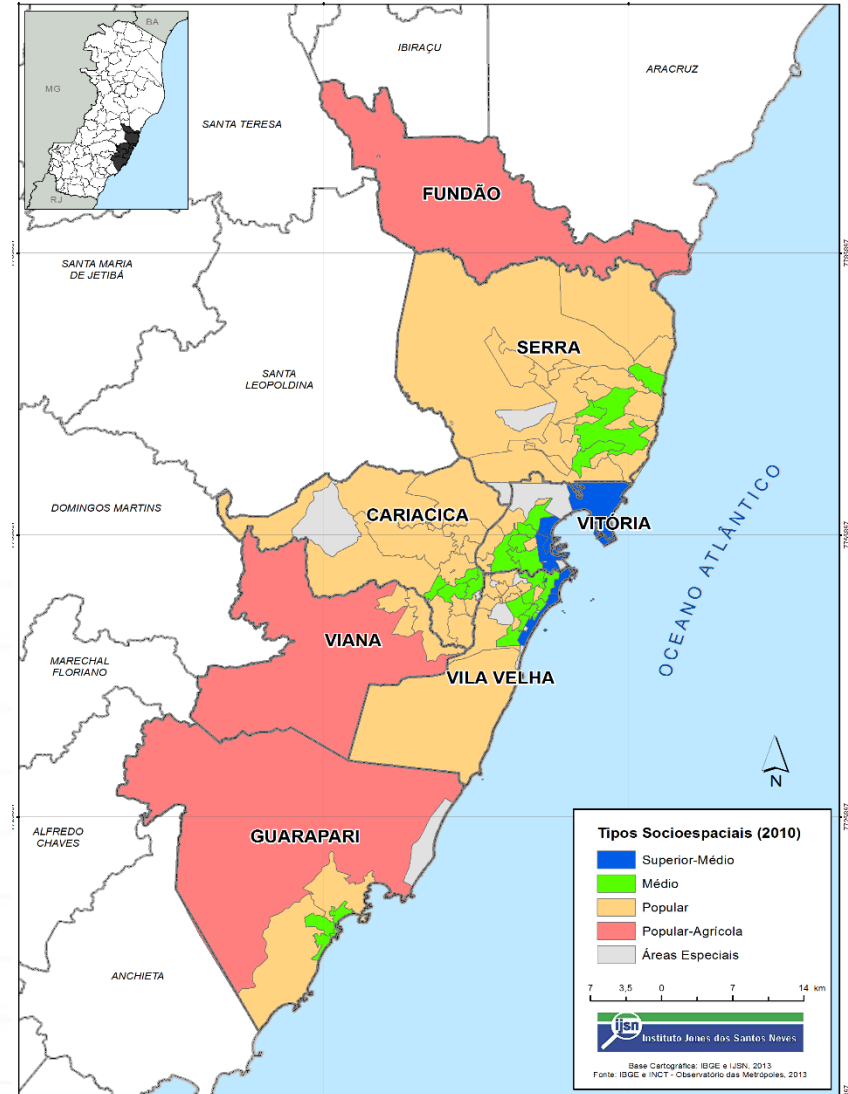 BA
MG
RJ
IBIRAÇU
ARACRUZ
SANTA TERESA
FUNDÃO
SANTA MARIA
DE JETIBÁ
SERRA
SANTA
LEOPOLDINA
DOMINGOS MARTINS
CARIACICA
VITÓRIA
OCEANO ATLÂNTICO
VIANA
MARECHAL
FLORIANO
VILA VELHA
N
ALFREDO
CHAVES
GUARAPARI
ANCHIETA
Tipos Socioespaciais (2010)
Superior-Médio
Médio
Popular
Popular-Agrícola
Áreas Especiais
7 3,5 0 7 14 km
ijsn Instituto Jones dos Santos Neves
Base Cartográfica: IBGE e IJSN, 2013
Fonte: IBGE e INCT - Observatório das Metrópoles, 2013